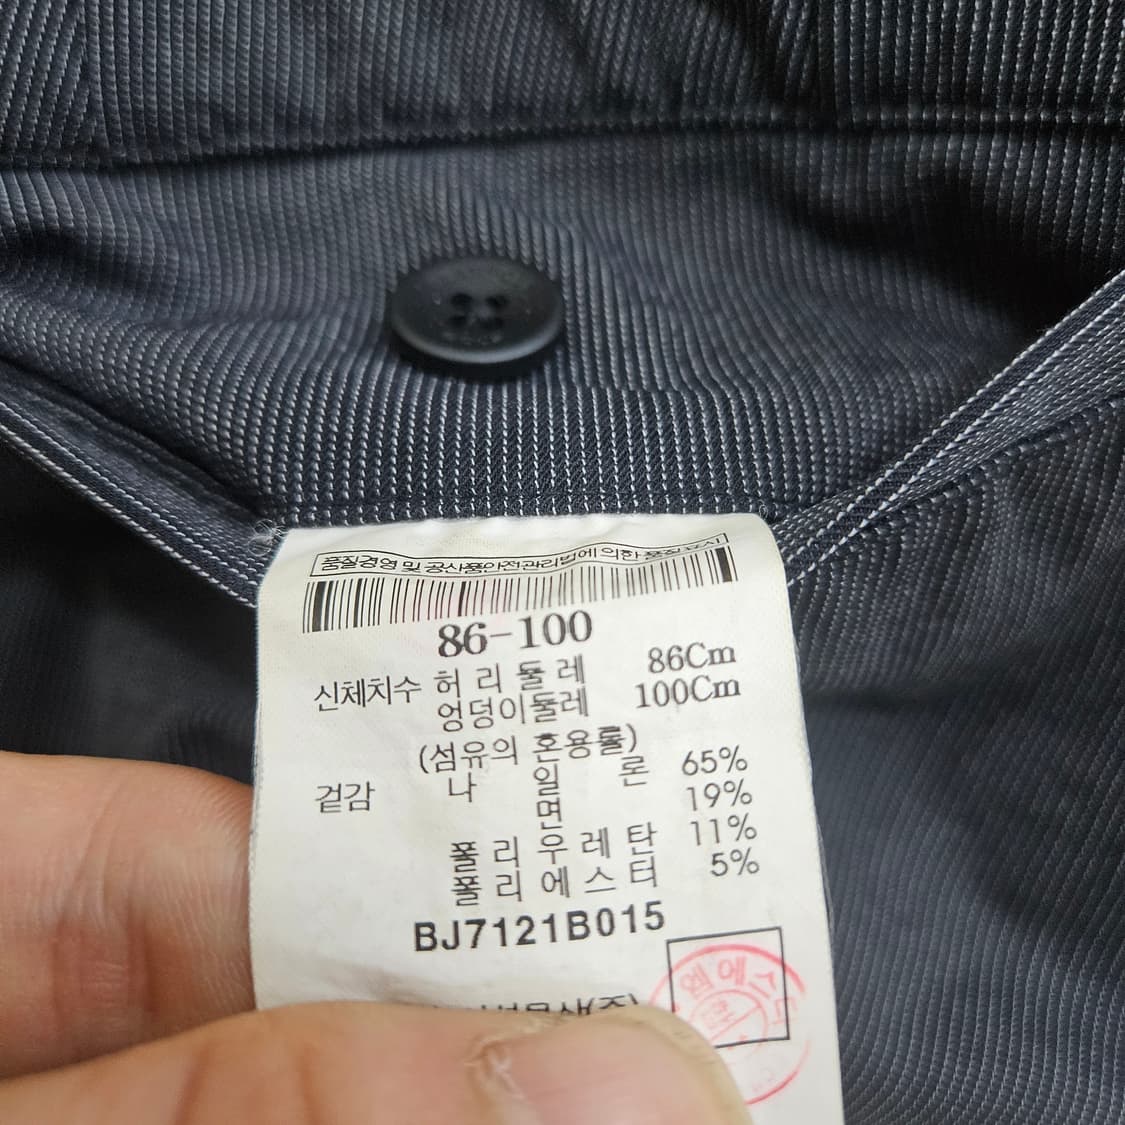 품질경영 및 공산품안전관리법에 의한 품질표시
86-100
신체치수 허리둘레 86Cm
엉덩이둘레 100Cm
(섬유의 혼용률)
겉감 나일론 65%
면 19%
폴리우레탄 11%
폴리에스터 5%
BJ7121B015